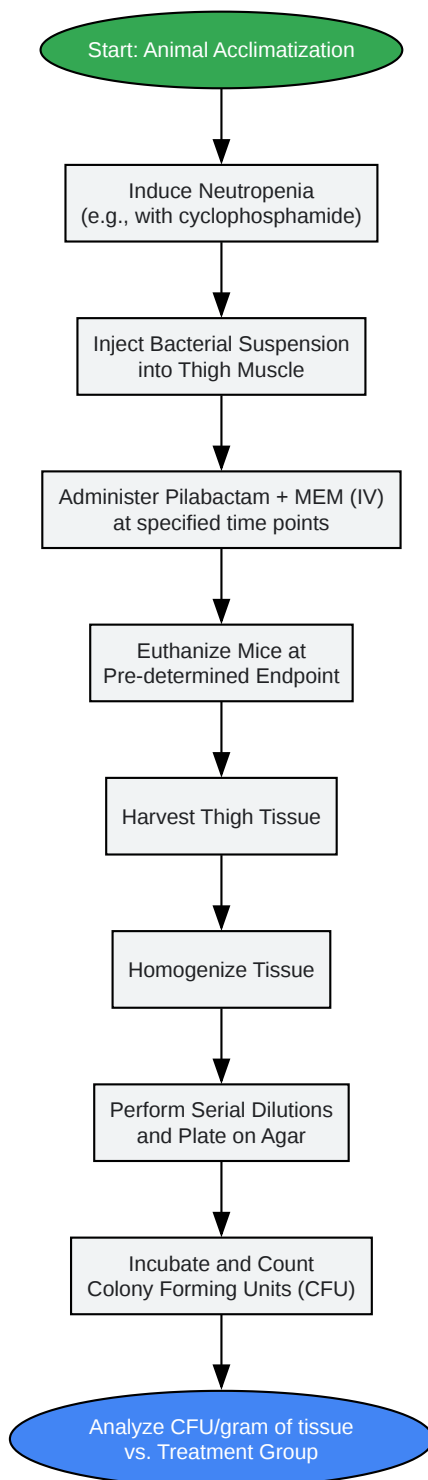 Start: Animal Acclimatization
Induce Neutropenia
(e.g., with cyclophosphamide)
Inject Bacterial Suspension
into Thigh Muscle
Administer Pilabactam + MEM (IV)
at specified time points
Euthanize Mice at
Pre-determined Endpoint
Harvest Thigh Tissue
Homogenize Tissue
Perform Serial Dilutions
and Plate on Agar
Incubate and Count
Colony Forming Units (CFU)
Analyze CFU/gram of tissue
vs. Treatment Group